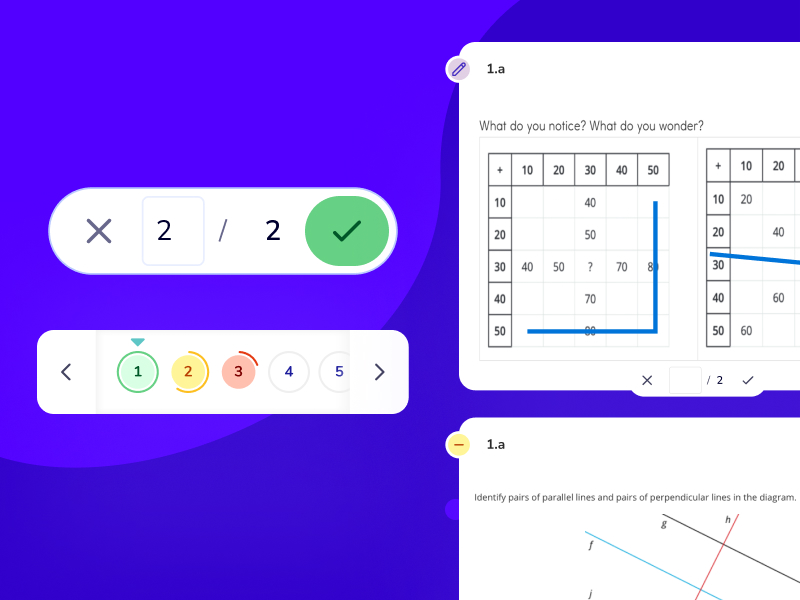 2 / 2
1 2 3 4 5
1.a
What do you notice? What do you wonder?
+ 10 20 30 40 50
10 40
20 50
30 40 50 ? 70 80
40 70
50 80
+ 10 20
10 20
20 40
30
40 60
50 60
/ 2
1.a
Identify pairs of parallel lines and pairs of perpendicular lines in the diagram.
g h
f
j